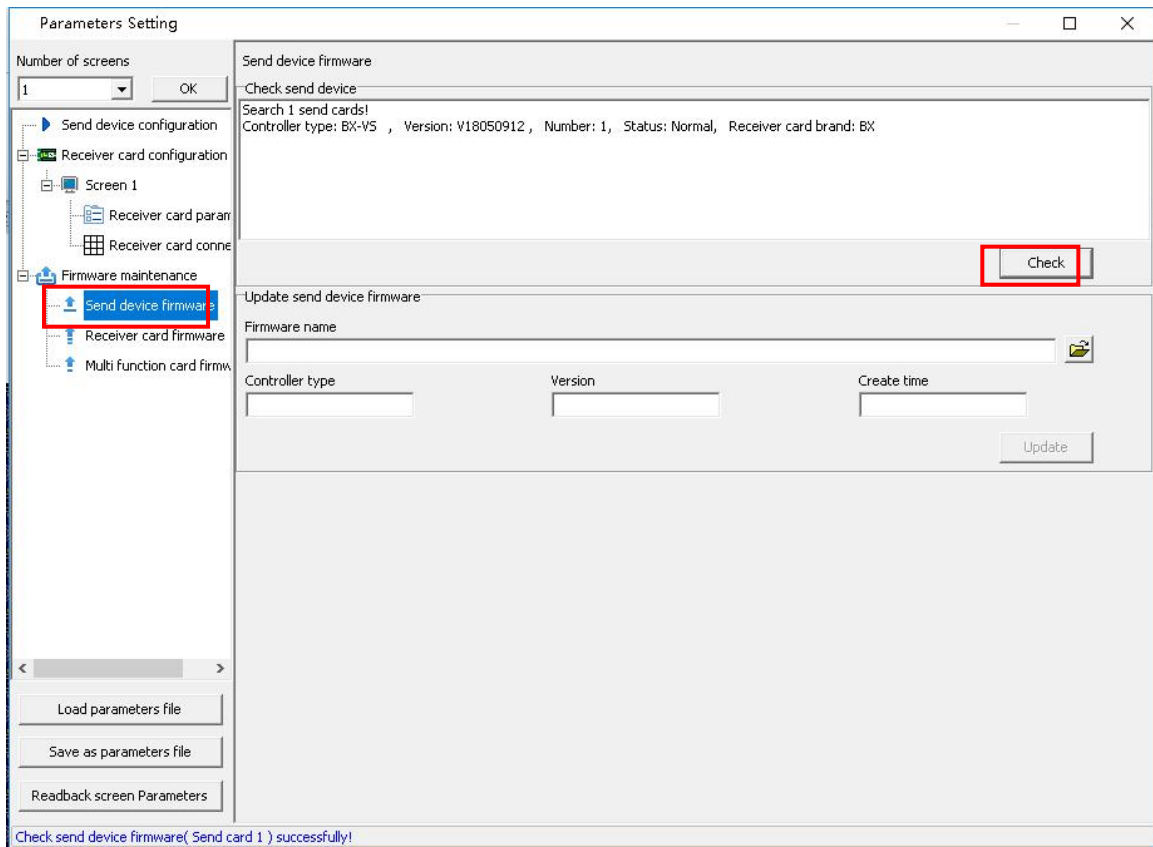 Parameters Setting
Number of screens
1
OK
Send device configuration
Receiver card configuration
Screen 1
Receiver card param
Receiver card conne
Firmware maintenance
Send device firmware
Receiver card firmware
Multi function card firmw
Load parameters file
Save as parameters file
Readback screen Parameters
Send device firmware
Check send device
Search 1 send cards!
Controller type: BX-VS , Version: V18050912 , Number: 1, Status: Normal, Receiver card brand: BX
Check
Update send device firmware
Firmware name
Controller type
Version
Create time
Update
Check send device firmware( Send card 1 ) successfully!